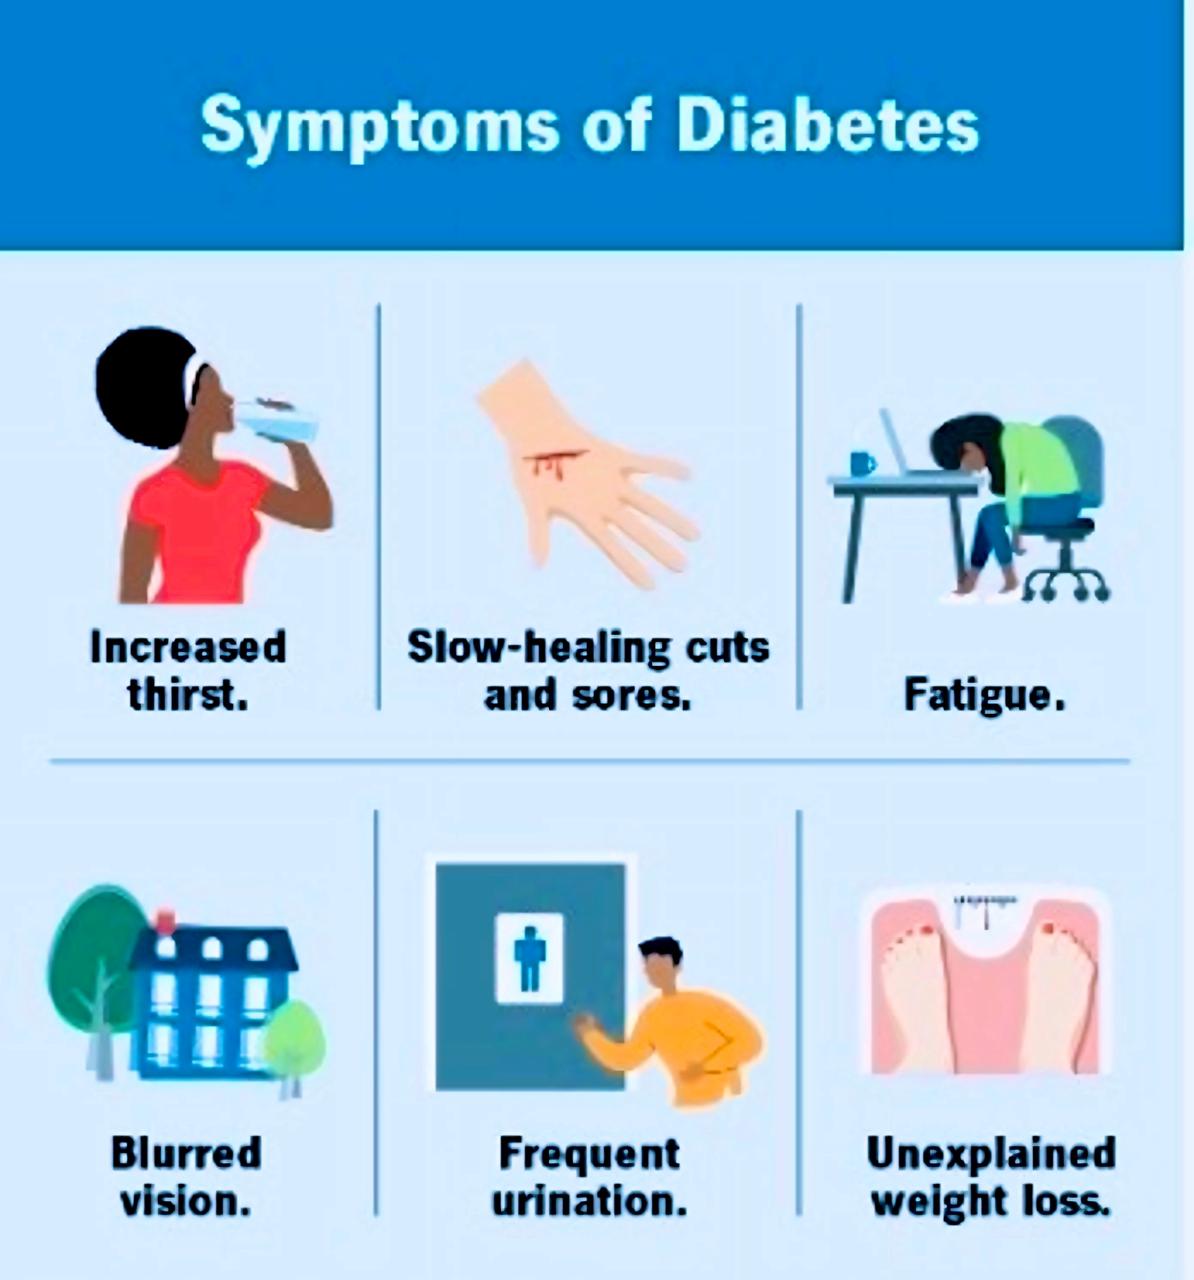 Symptoms of Diabetes
Increased
thirst.
Slow-healing cuts
and sores.
Fatigue.
Blurred
vision.
Frequent
urination.
Unexplained
weight loss.